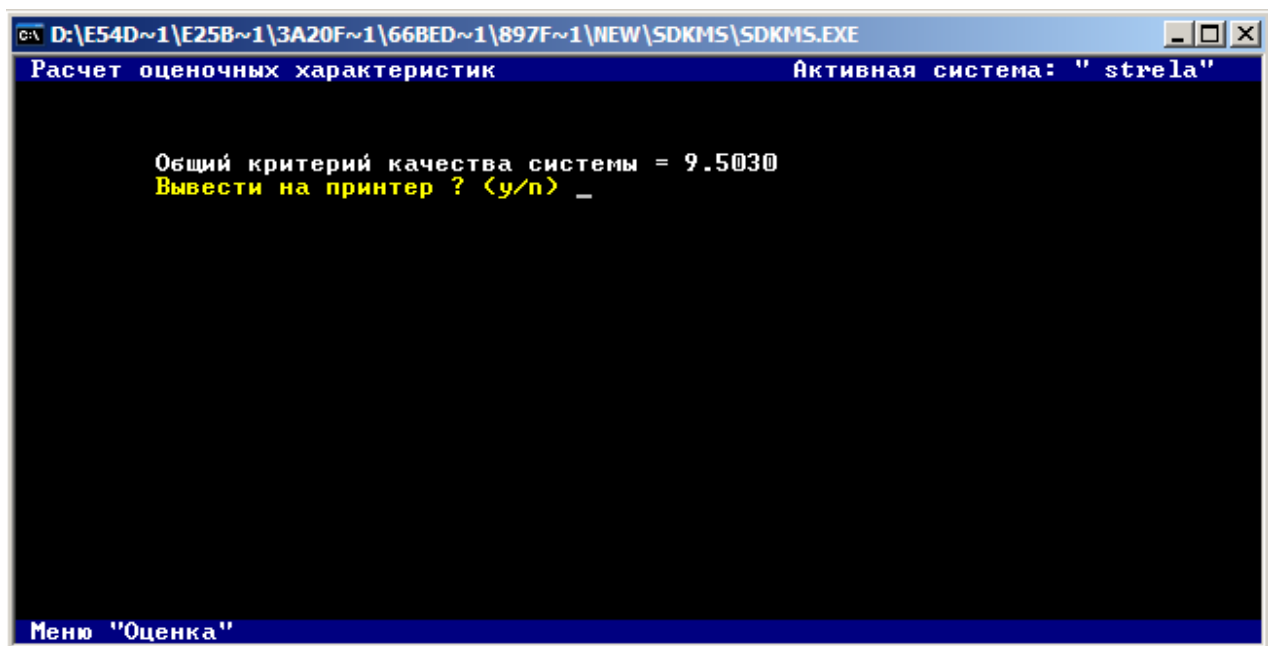 D:\E54D~1\E25B~1\3A20F~1\66BED~1\897F~1\NEW\SDKMS\SDKMS.EXE
Расчет оценочных характеристик Активная система: " strela"
Общий критерий качества системы = 9.5030
Вывести на принтер ? (y/n) _
Меню "Оценка"